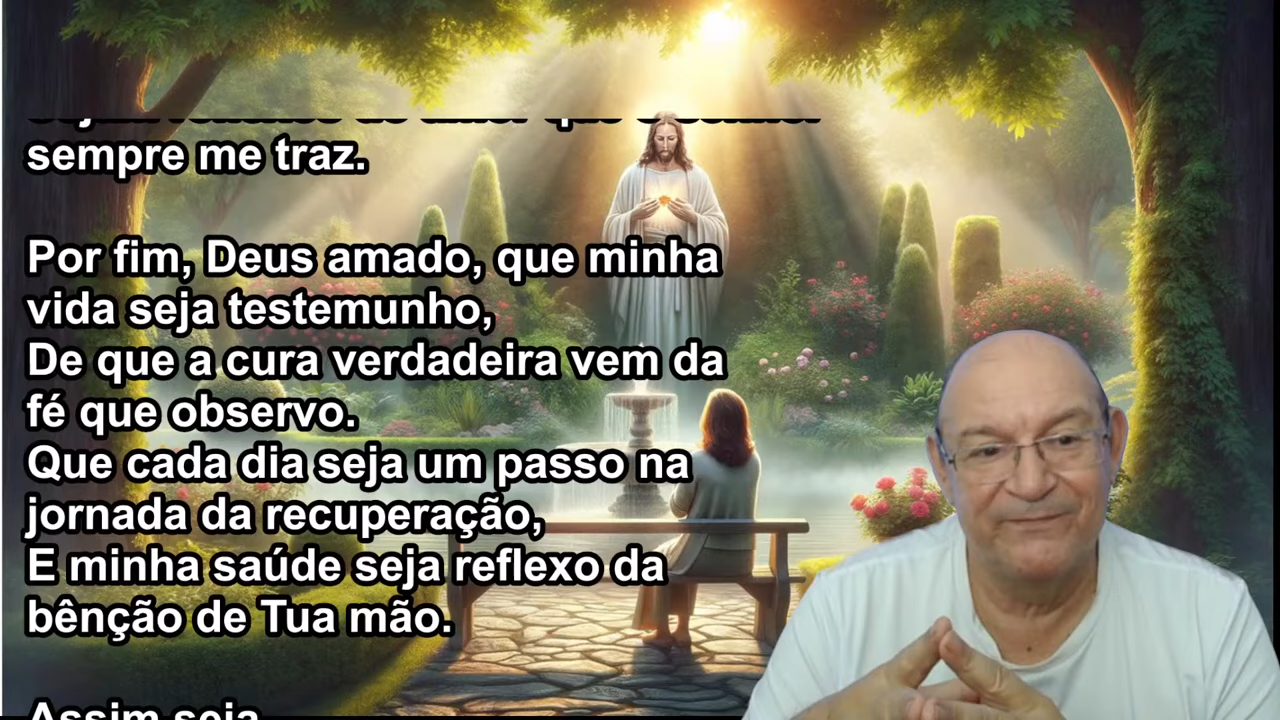 sempre me traz.
Por fim, Deus amado, que minha
vida seja testemunho,
De que a cura verdadeira vem da
fé que observo.
Que cada dia seja um passo na
jornada da recuperação,
E minha saúde seja reflexo da
bênção de Tua mão.
Assim seja